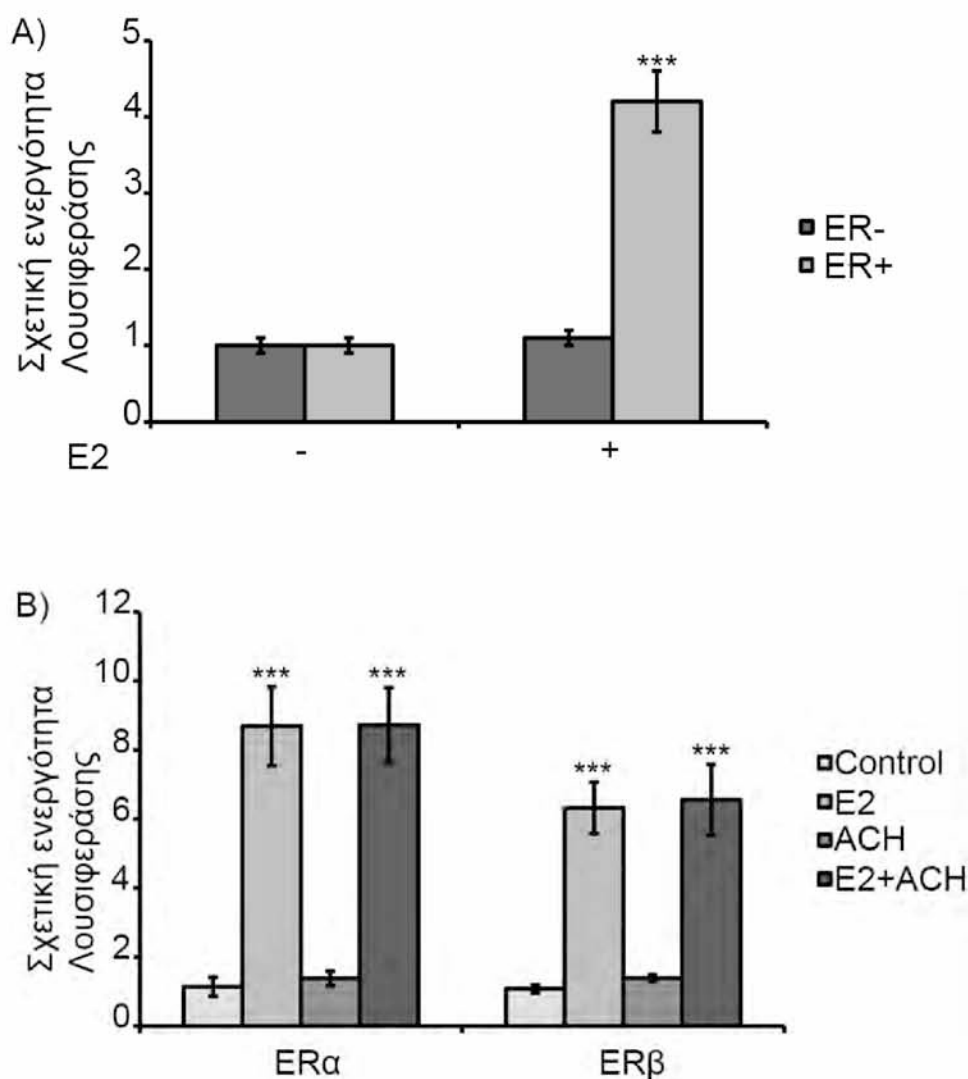 A)
Σχετική ενεργότητα
Λουσιφεράσης
5
4
3
2
1
0
***
ER-
ER+
E2
-
+
B)
Σχετική ενεργότητα
Λουσιφεράσης
12
10
8
6
4
2
0
***
***
***
***
Control
E2
ACH
E2+ACH
ERα
ERβ